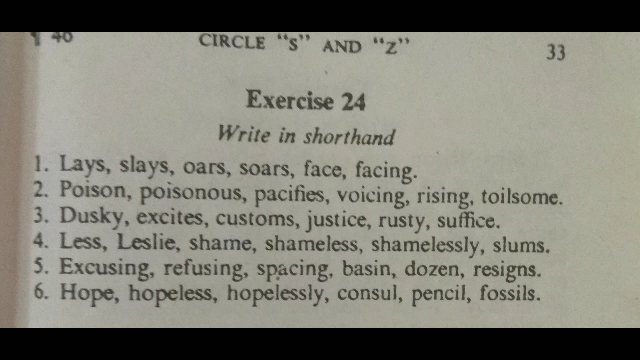 ¶ 40 CIRCLE “S” AND “Z” 33
Exercise 24
Write in shorthand
1. Lays, slays, oars, soars, face, facing.
2. Poison, poisonous, pacifies, voicing, rising, toilsome.
3. Dusky, excites, customs, justice, rusty, suffice.
4. Less, Leslie, shame, shameless, shamelessly, slums.
5. Excusing, refusing, spacing, basin, dozen, resigns.
6. Hope, hopeless, hopelessly, consul, pencil, fossils.